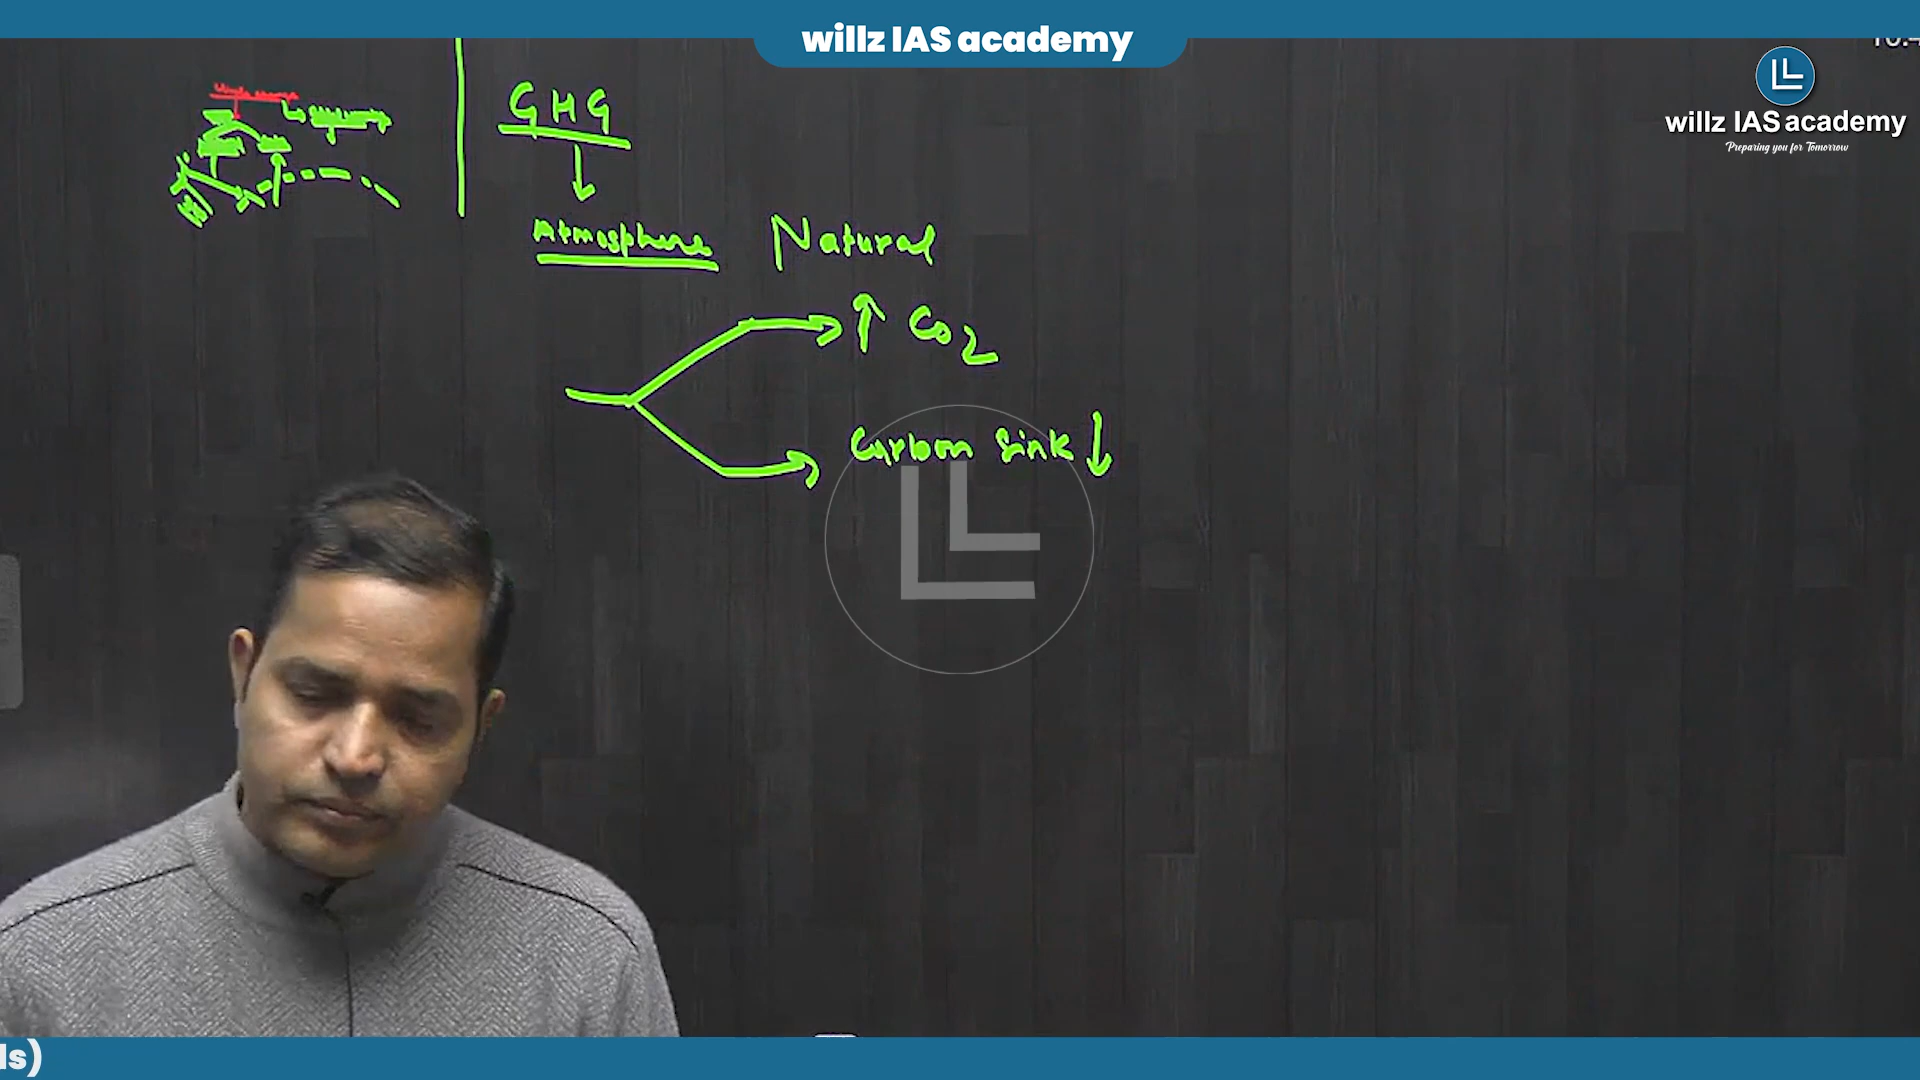 willz IAS academy
willz IAS academy
Preparing you for Tomorrow
GHG
Atmosphere Natural
↑ CO2
Carbon Sink ↓
ls)